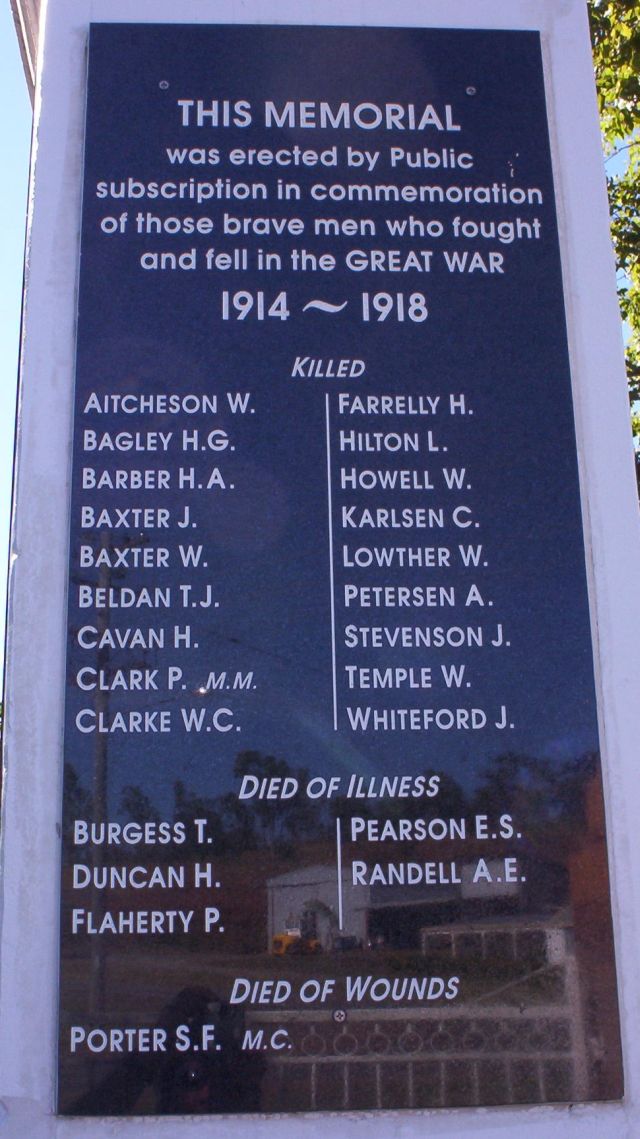 THIS MEMORIAL
was erected by Public
subscription in commemoration
of those brave men who fought
and fell in the GREAT WAR
1914 ~ 1918
KILLED
AITCHESON W.
BAGLEY H.G.
BARBER H.A.
BAXTER J.
BAXTER W.
BELDAN T.J.
CAVAN H.
CLARK P. M.M.
CLARKE W.C.
FARRELLY H.
HILTON L.
HOWELL W.
KARLSEN C.
LOWTHER W.
PETERSEN A.
STEVENSON J.
TEMPLE W.
WHITEFORD J.
DIED OF ILLNESS
BURGESS T.
DUNCAN H.
FLAHERTY P.
PEARSON E.S.
RANDELL A.E.
DIED OF WOUNDS
PORTER S.F. M.C.